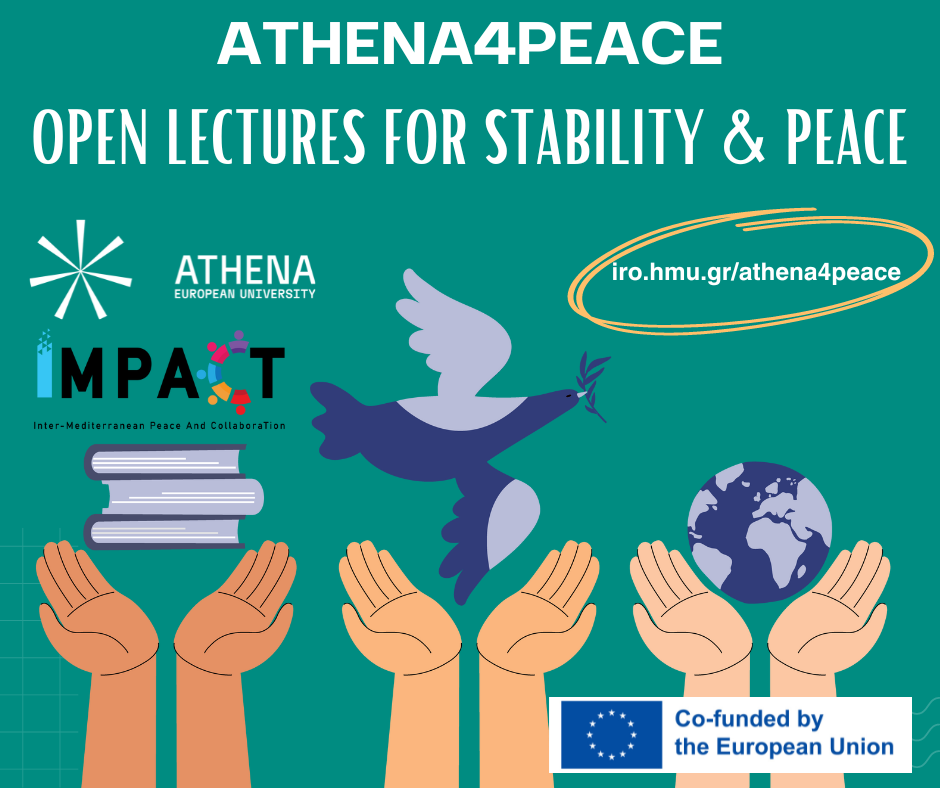 ATHENA4PEACE
OPEN LECTURES FOR STABILITY & PEACE
ATHENA
EUROPEAN UNIVERSITY
iro.hmu.gr/athena4peace
IMPACT
Inter-Mediterranean Peace And CollaboraTion
Co-funded by
the European Union